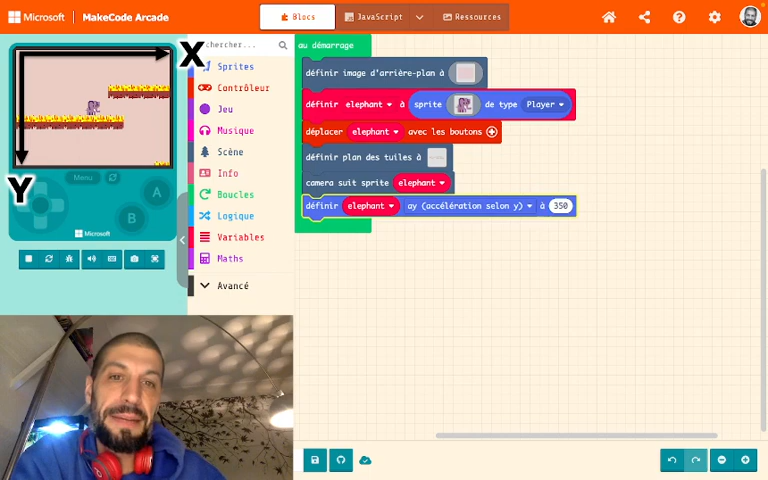 Microsoft
MakeCode Arcade
Blocs
JavaScript
Ressources
X
Y
Menu
A
B
Microsoft
chercher...
Sprites
Contrôleur
Jeu
Musique
Scène
Info
Boucles
Logique
Variables
Maths
Avancé
au démarrage
définir image d'arrière-plan à
définir elephant à sprite de type Player
déplacer elephant avec les boutons
définir plan des tuiles à
camera suit sprite elephant
définir elephant ay (accélération selon y) à 350